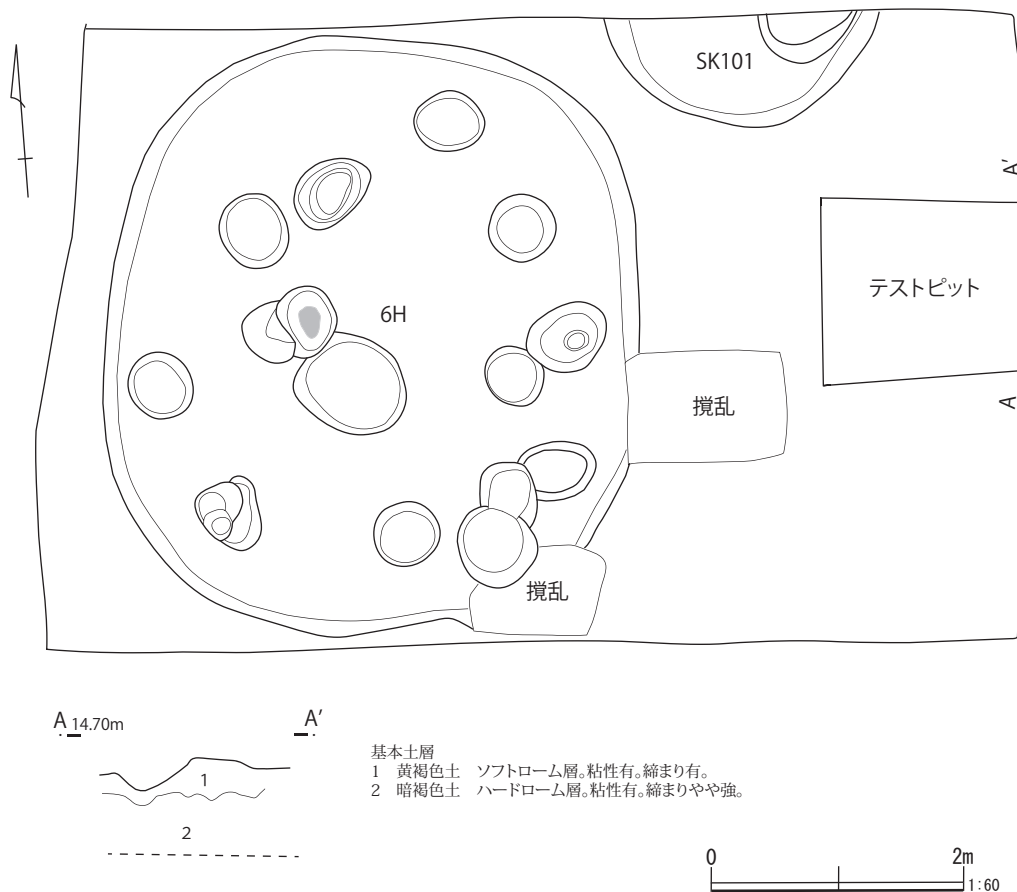 SK101
A'
6H
テストピット
A
撹乱
撹乱
A 14.70m
A'
1
2
基本土層
1 黄褐色土 ソフトローム層。粘性有。締まり有。
2 暗褐色土 ハードローム層。粘性有。締まりやや強。
0 2m
1:60